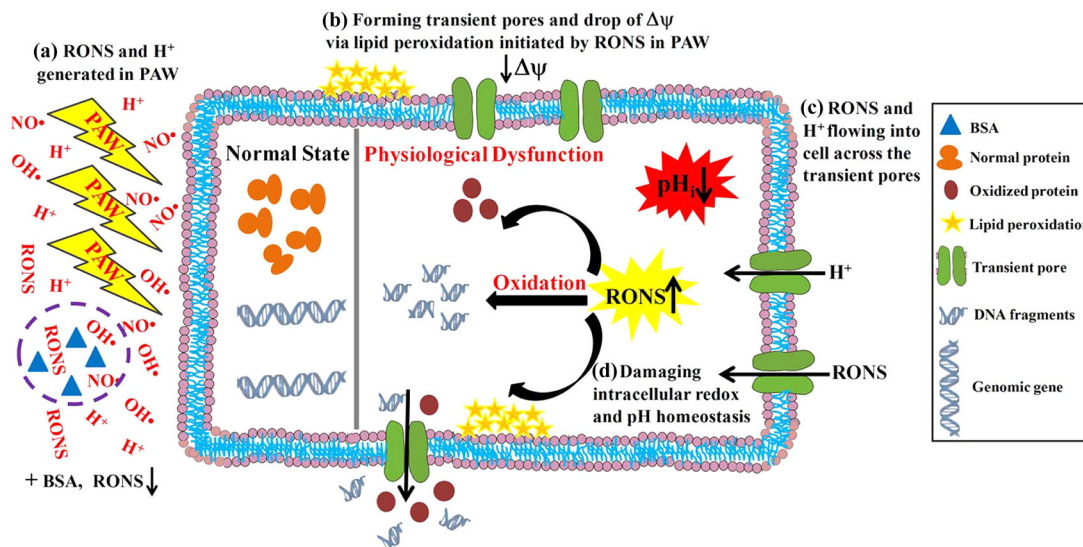 (a) RONS and H⁺
generated in PAW
H⁺
NO•
PAW
NO•
H⁺
OH•
PAW
NO•
NO•
H⁺
RONS
PAW
H⁺
OH•
NO•
OH•
RONS
OH•
NO•
RONS
H⁺
OH•
H⁺
+ BSA, RONS↓
(b) Forming transient pores and drop of Δψ
via lipid peroxidation initiated by RONS in PAW
↓Δψ
Normal State
Physiological Dysfunction
pHi↓
Oxidation
RONS↑
(c) RONS and
H⁺ flowing into
cell across the
transient pores
H⁺
RONS
(d) Damaging
intracellular redox
and pH homeostasis
BSA
Normal protein
Oxidized protein
Lipid peroxidation
Transient pore
DNA fragments
Genomic gene